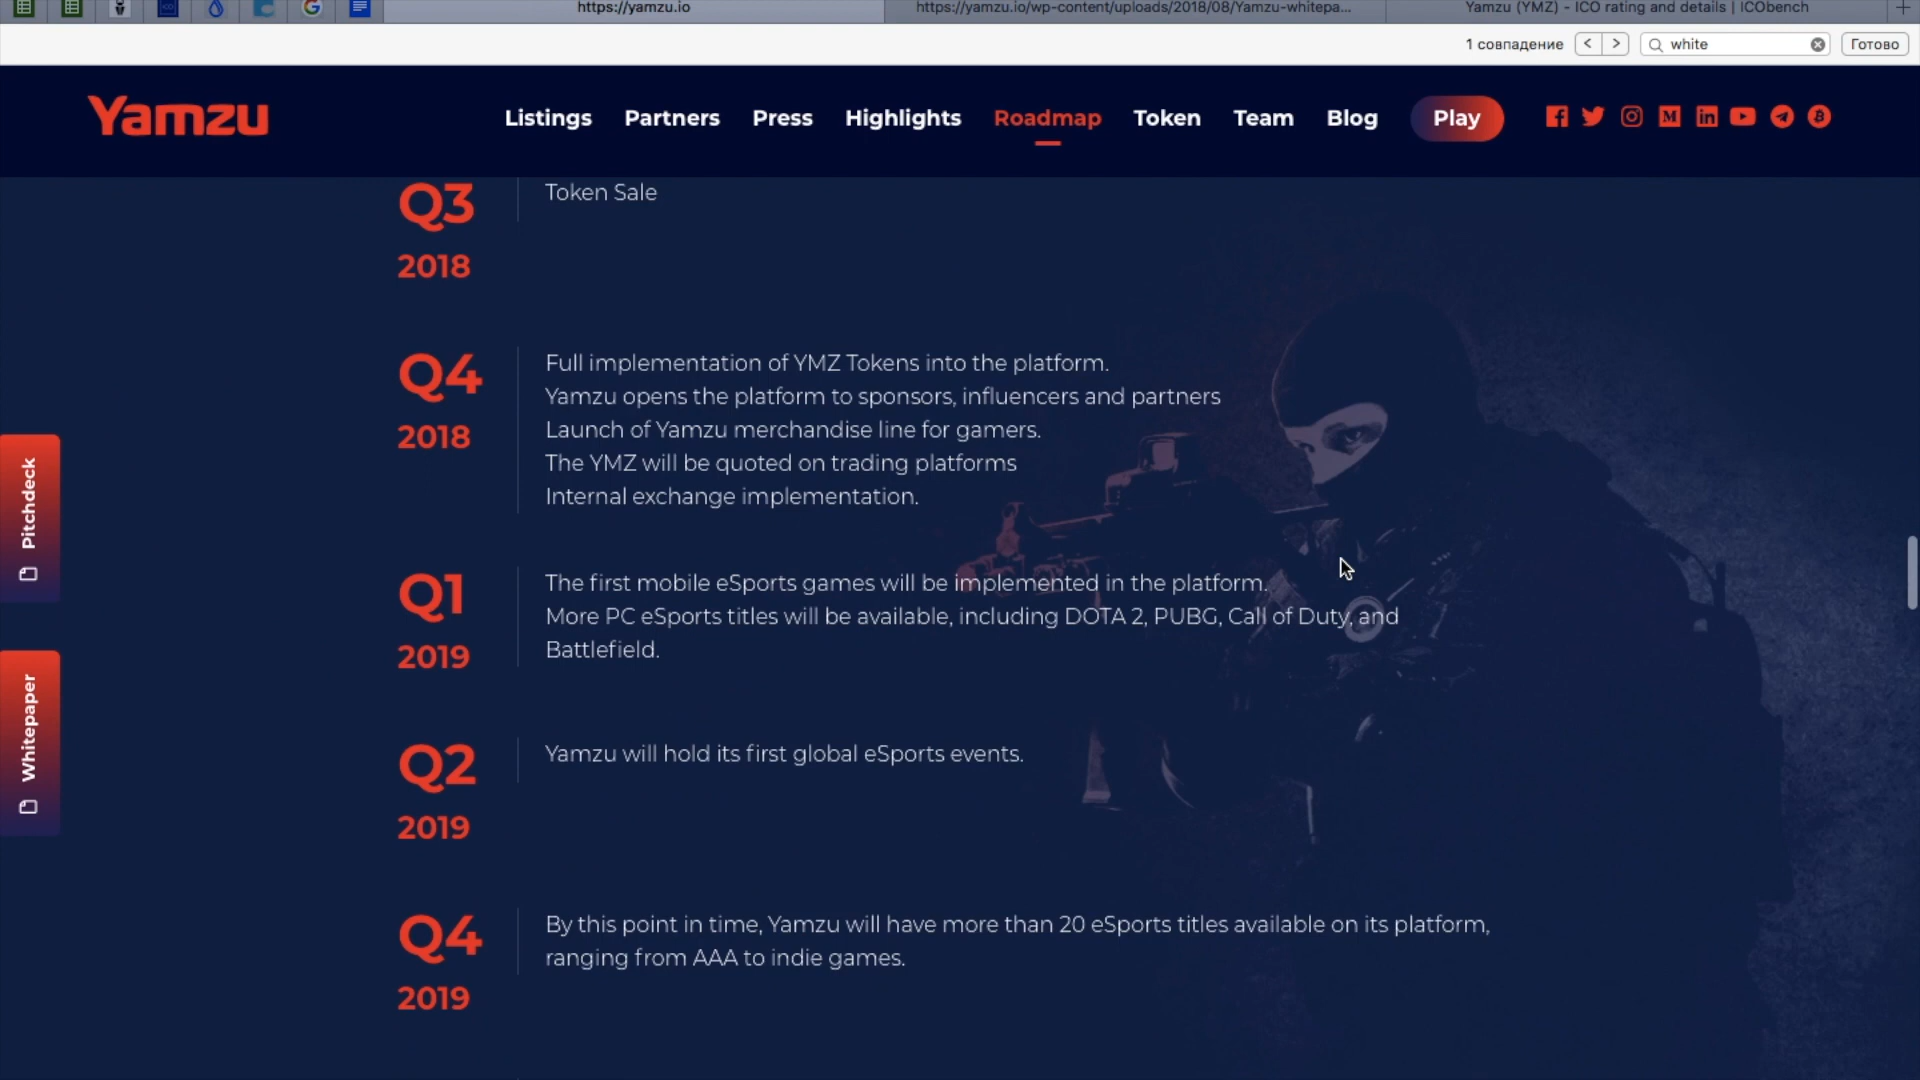 https://yamzu.io
https://yamzu.io/wp-content/uploads/2018/08/Yamzu-whitepa...
Yamzu (YMZ) - ICO rating and details | ICObench
1 совпадение
white
Готово
Yamzu
Listings
Partners
Press
Highlights
Roadmap
Token
Team
Blog
Play
Q3
2018
Token Sale
Q4
2018
Full implementation of YMZ Tokens into the platform.
Yamzu opens the platform to sponsors, influencers and partners
Launch of Yamzu merchandise line for gamers.
The YMZ will be quoted on trading platforms
Internal exchange implementation.
Pitchdeck
Q1
2019
The first mobile eSports games will be implemented in the platform.
More PC eSports titles will be available, including DOTA 2, PUBG, Call of Duty, and
Battlefield.
Whitepaper
Q2
2019
Yamzu will hold its first global eSports events.
Q4
2019
By this point in time, Yamzu will have more than 20 eSports titles available on its platform,
ranging from AAA to indie games.